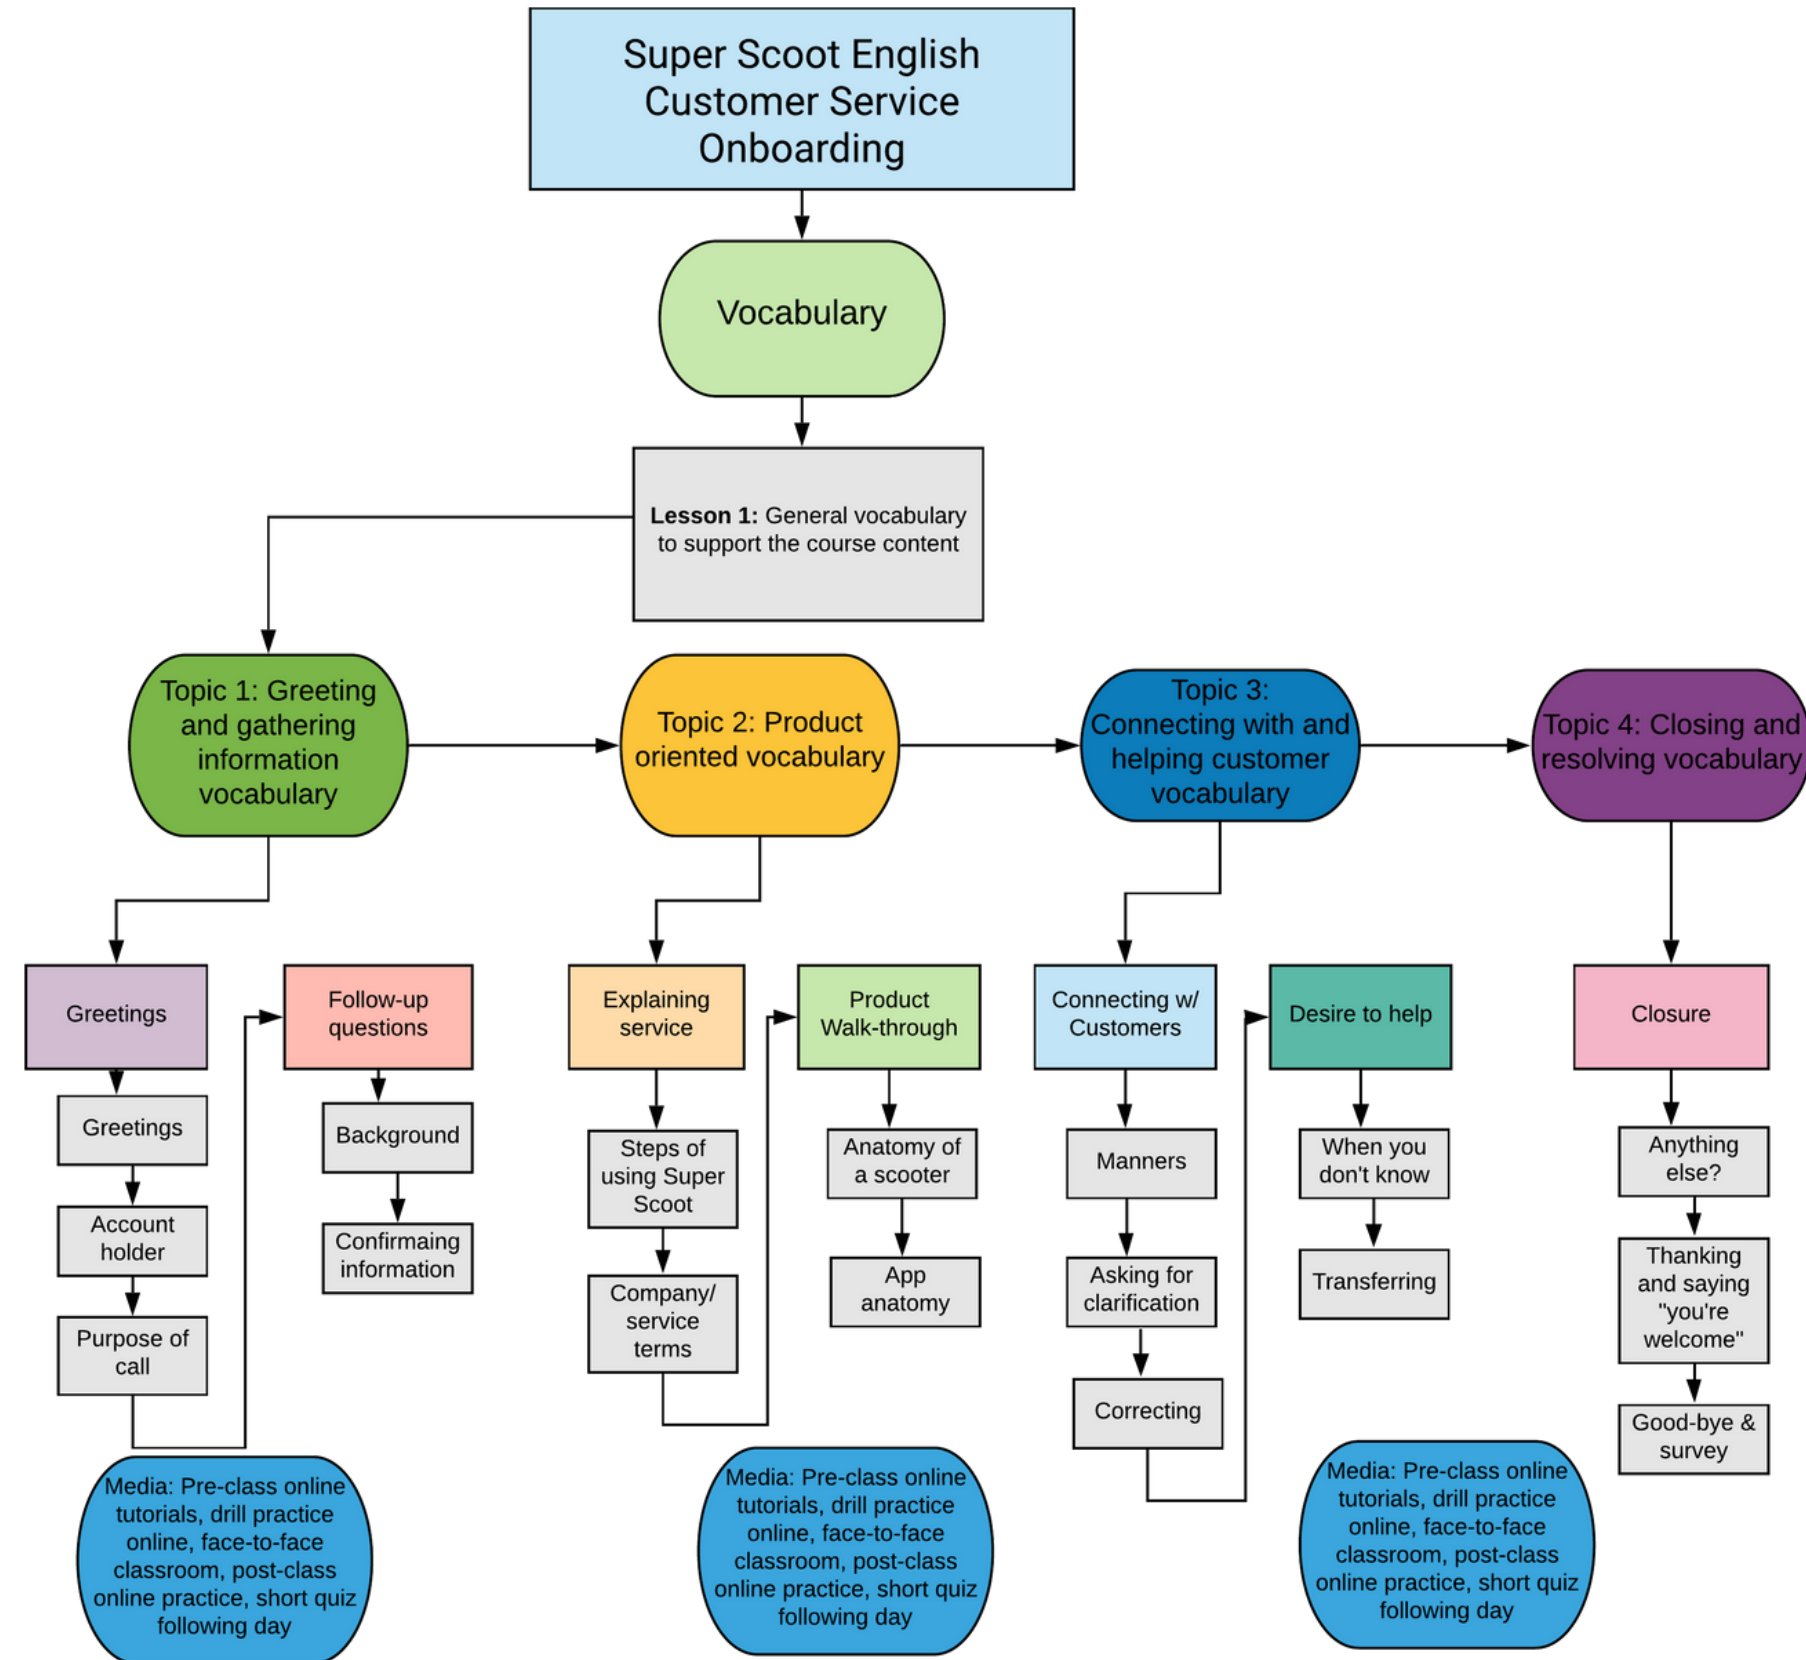 Super Scoot English
Customer Service
Onboarding
Vocabulary
Lesson 1: General vocabulary
to support the course content
Topic 1: Greeting
and gathering
information
vocabulary
Topic 2: Product
oriented vocabulary
Topic 3:
Connecting with and
helping customer
vocabulary
Topic 4: Closing and
resolving vocabulary
Greetings
Greetings
Account
holder
Purpose of
call
Follow-up
questions
Background
Confirmaing
information
Explaining
service
Steps of
using Super
Scoot
Company/
service
terms
Product
Walk-through
Anatomy of
a scooter
App
anatomy
Connecting w/
Customers
Manners
Asking for
clarification
Correcting
Desire to help
When you
don't know
Transferring
Closure
Anything
else?
Thanking
and saying
"you're
welcome"
Good-bye &
survey
Media: Pre-class online
tutorials, drill practice
online, face-to-face
classroom, post-class
online practice, short quiz
following day
Media: Pre-class online
tutorials, drill practice
online, face-to-face
classroom, post-class
online practice, short quiz
following day
Media: Pre-class online
tutorials, drill practice
online, face-to-face
classroom, post-class
online practice, short quiz
following day